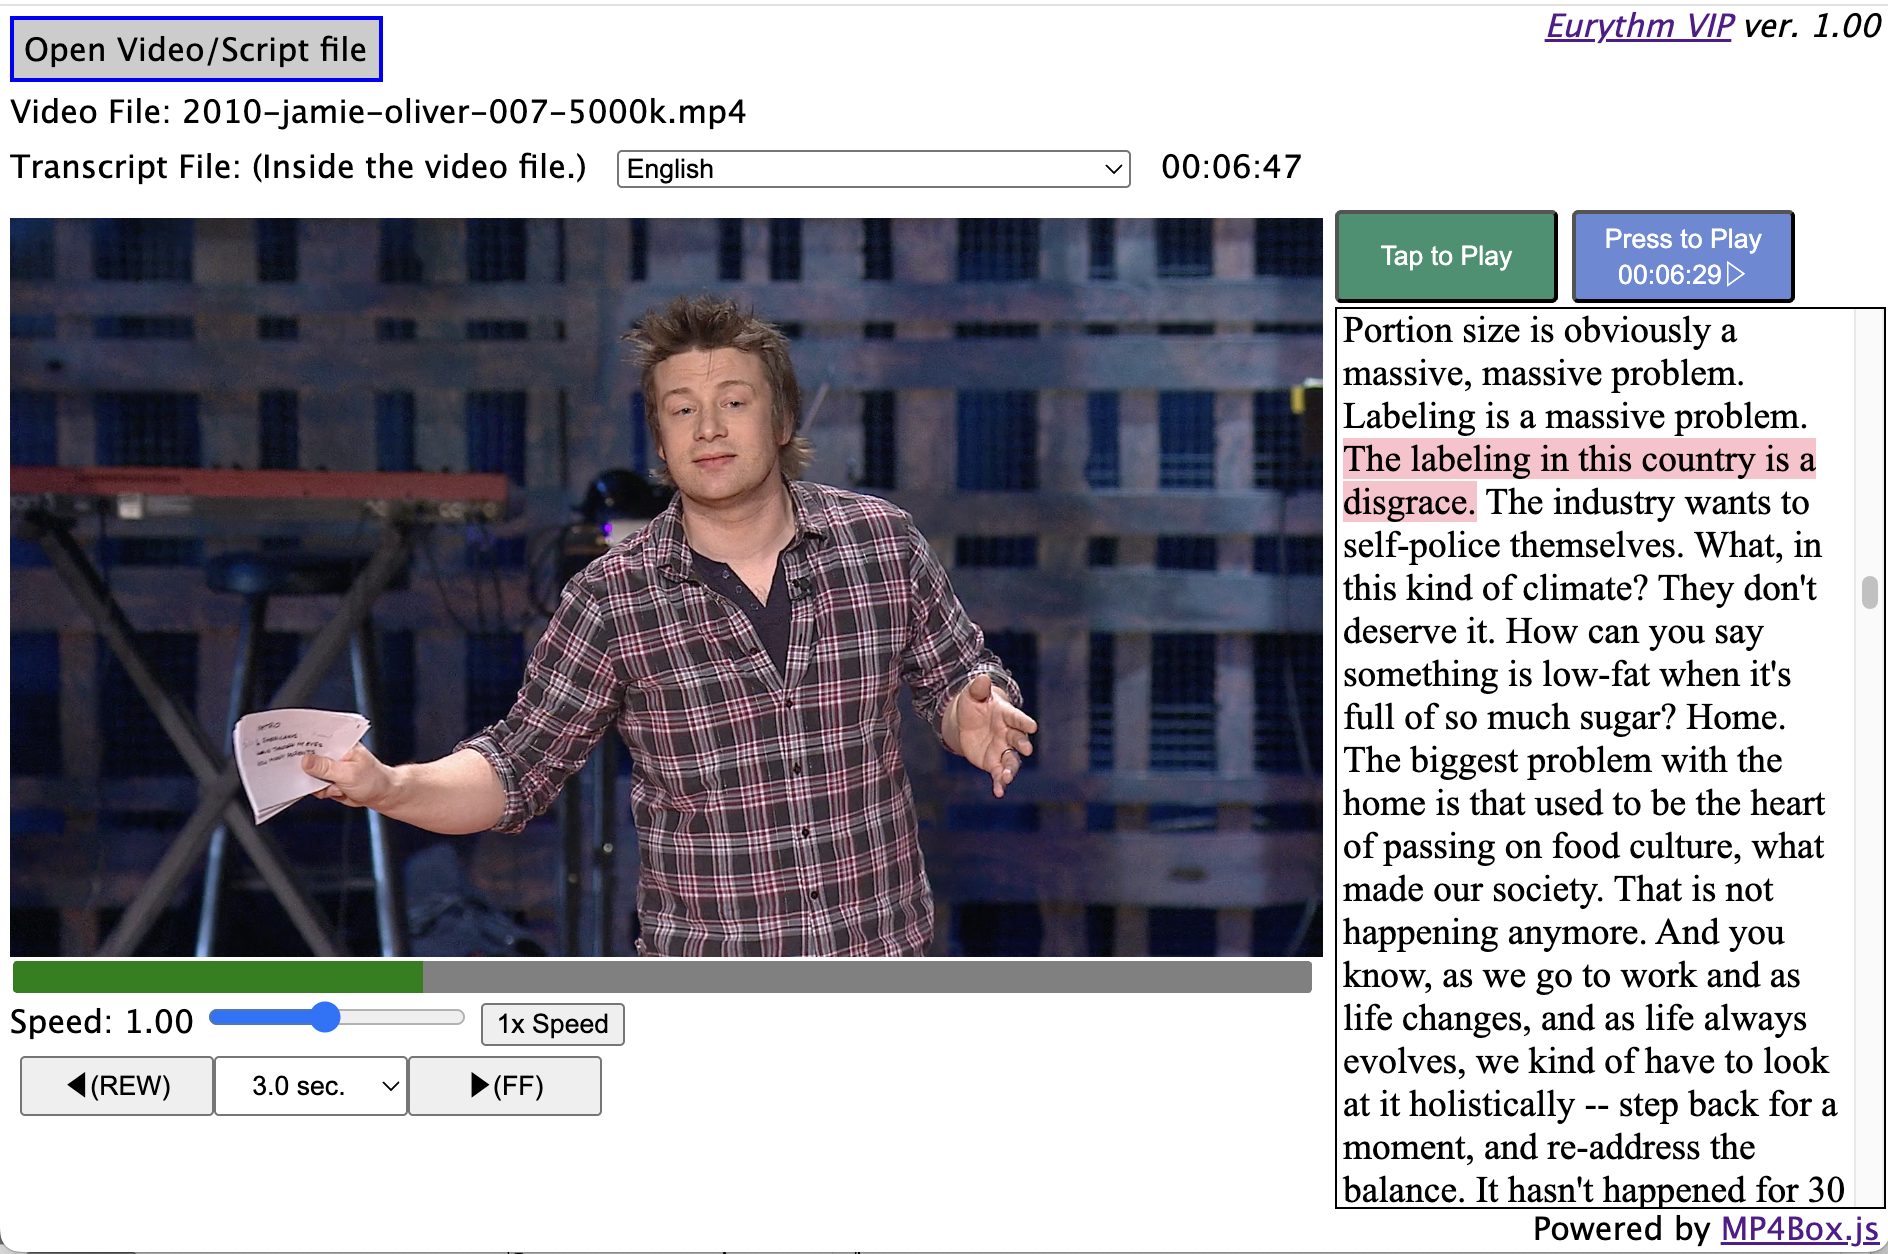 Open Video/Script file
Eurythm VIP ver. 1.00
Video File: 2010-jamie-oliver-007-5000k.mp4
Transcript File: (Inside the video file.)
English
00:06:47
Tap to Play
Press to Play
00:06:29▷
INTRO
Portion size is obviously a
massive, massive problem.
Labeling is a massive problem.
The labeling in this country is a
disgrace. The industry wants to
self-police themselves. What, in
this kind of climate? They don't
deserve it. How can you say
something is low-fat when it's
full of so much sugar? Home.
The biggest problem with the
home is that used to be the heart
of passing on food culture, what
made our society. That is not
happening anymore. And you
know, as we go to work and as
life changes, and as life always
evolves, we kind of have to look
at it holistically -- step back for a
moment, and re-address the
balance. It hasn't happened for 30
Speed: 1.00
1x Speed
◀(REW)
3.0 sec.
▶(FF)
Powered by MP4Box.js